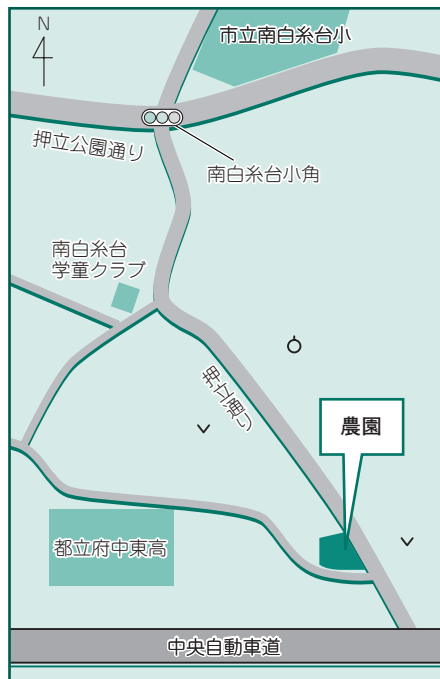 N
市立南白糸台小
押立公園通り
南白糸台小角
南白糸台
学童クラブ
押立通り
農園
都立府中東高
中央自動車道